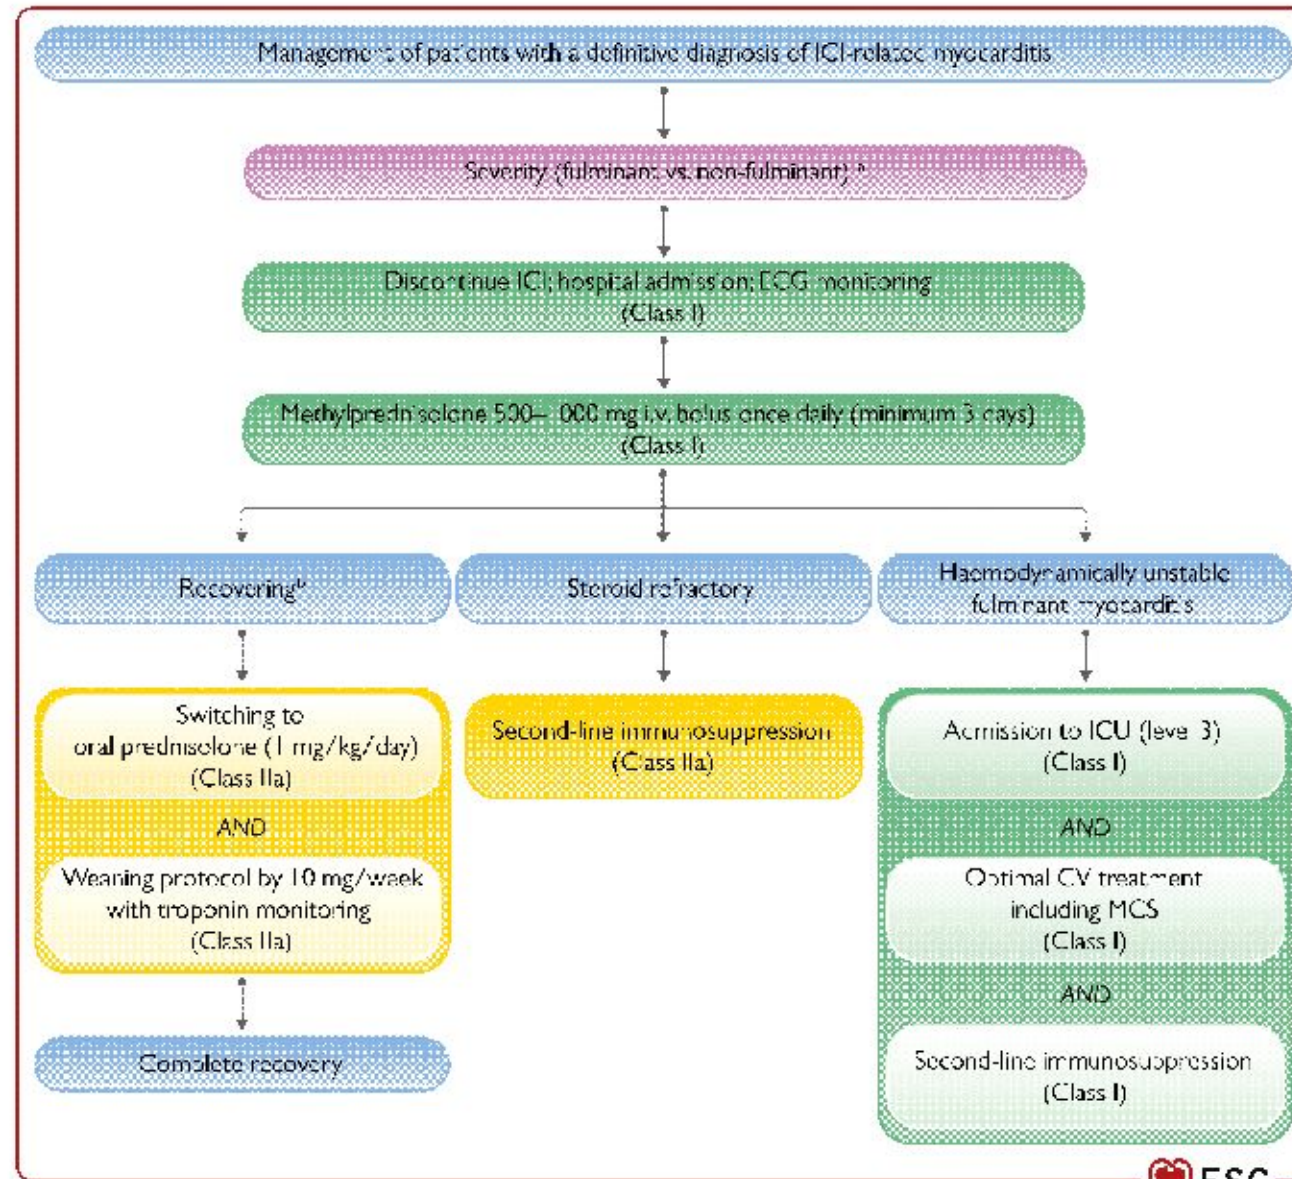 Management of patients with a definitive diagnosis of ICI-related myocarditis
Severity (fulminant vs. non-fulminant) a
Discontinue ICI; hospital admission; ECG monitoring
(Class I)
Methylprednisolone 500– 000 mg i.v. bolus once daily (minimum 3 days)
(Class I)
Recovering b
Steroid refractory
Haemodynamically unstable
fulminant myocarditis
Switching to
oral prednisolone (1 mg/kg/day)
(Class IIa)
AND
Weaning protocol by 10 mg/week
with troponin monitoring
(Class IIa)
Complete recovery
Second-line immunosuppression
(Class IIa)
Admission to ICU (level 3)
(Class I)
AND
Optimal CV treatment
including MCS
(Class I)
AND
Second-line immunosuppression
(Class I)
ESC